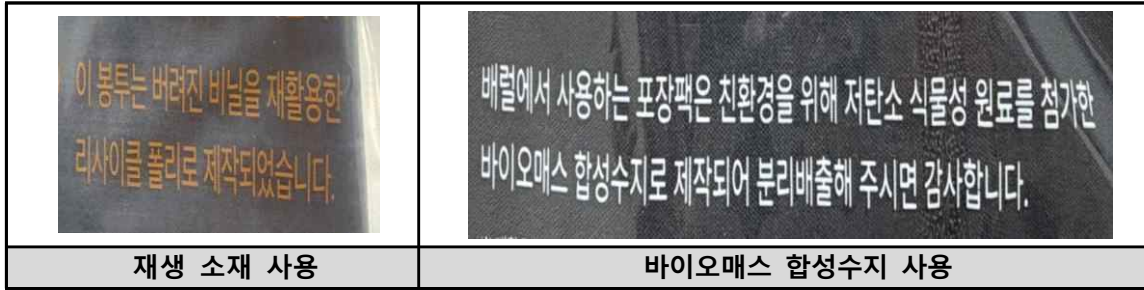 이 봉투는 버려진 비닐을 재활용한
리사이클 폴리로 제작되었습니다.
배럴에서 사용하는 포장팩은 친환경을 위해 저탄소 식물성 원료를 첨가한
바이오매스 합성수지로 제작되어 분리배출해 주시면 감사합니다.
재생 소재 사용
바이오매스 합성수지 사용